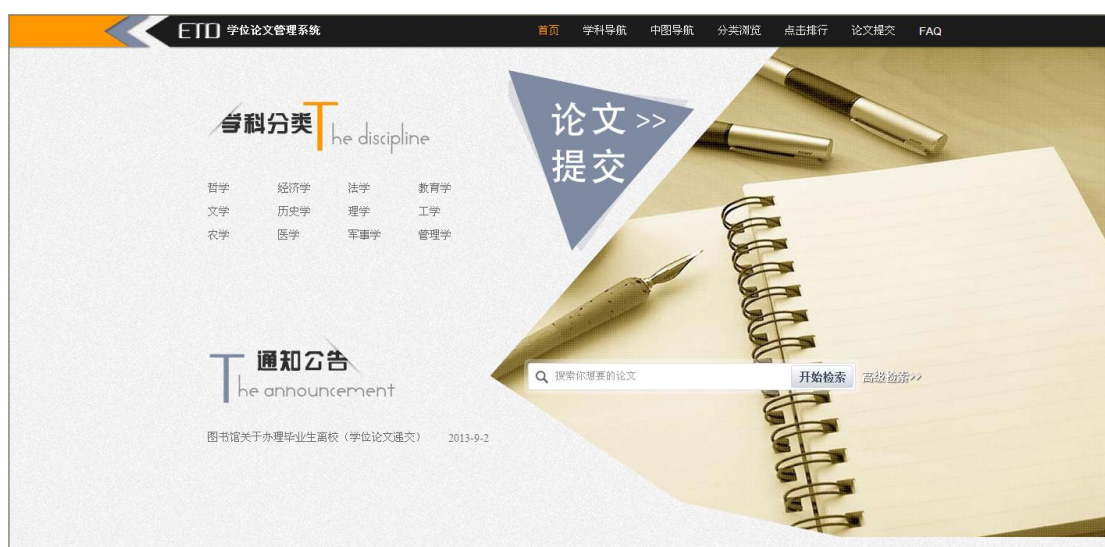 ETD 学位论文管理系统
首页 学科导航 中图导航 分类浏览 点击排行 论文提交 FAQ
学科分类
The discipline
哲学 经济学 法学 教育学
文学 历史学 理学 工学
农学 医学 军事学 管理学
论文 >>
提交
通知公告
The announcement
图书馆关于办理毕业生离校（学位论文递交） 2013-9-2
搜索你想要的论文 开始检索 高级检索>>